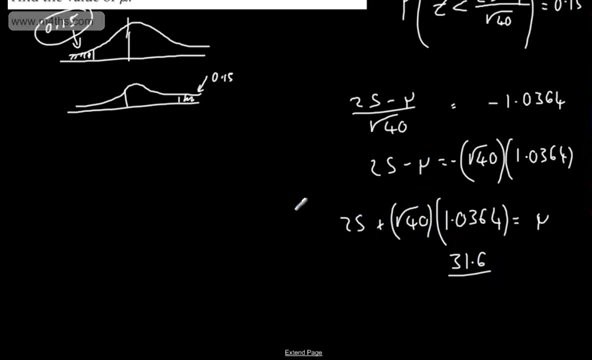 Find the value of μ.
www.m4ths.com
0.15
0.15
P(Z < /√40) = 0.15
25 - μ / √40 = -1.0364
25 - μ = -(√40)(1.0364)
25 + (√40)(1.0364) = μ
31.6
Extend Page